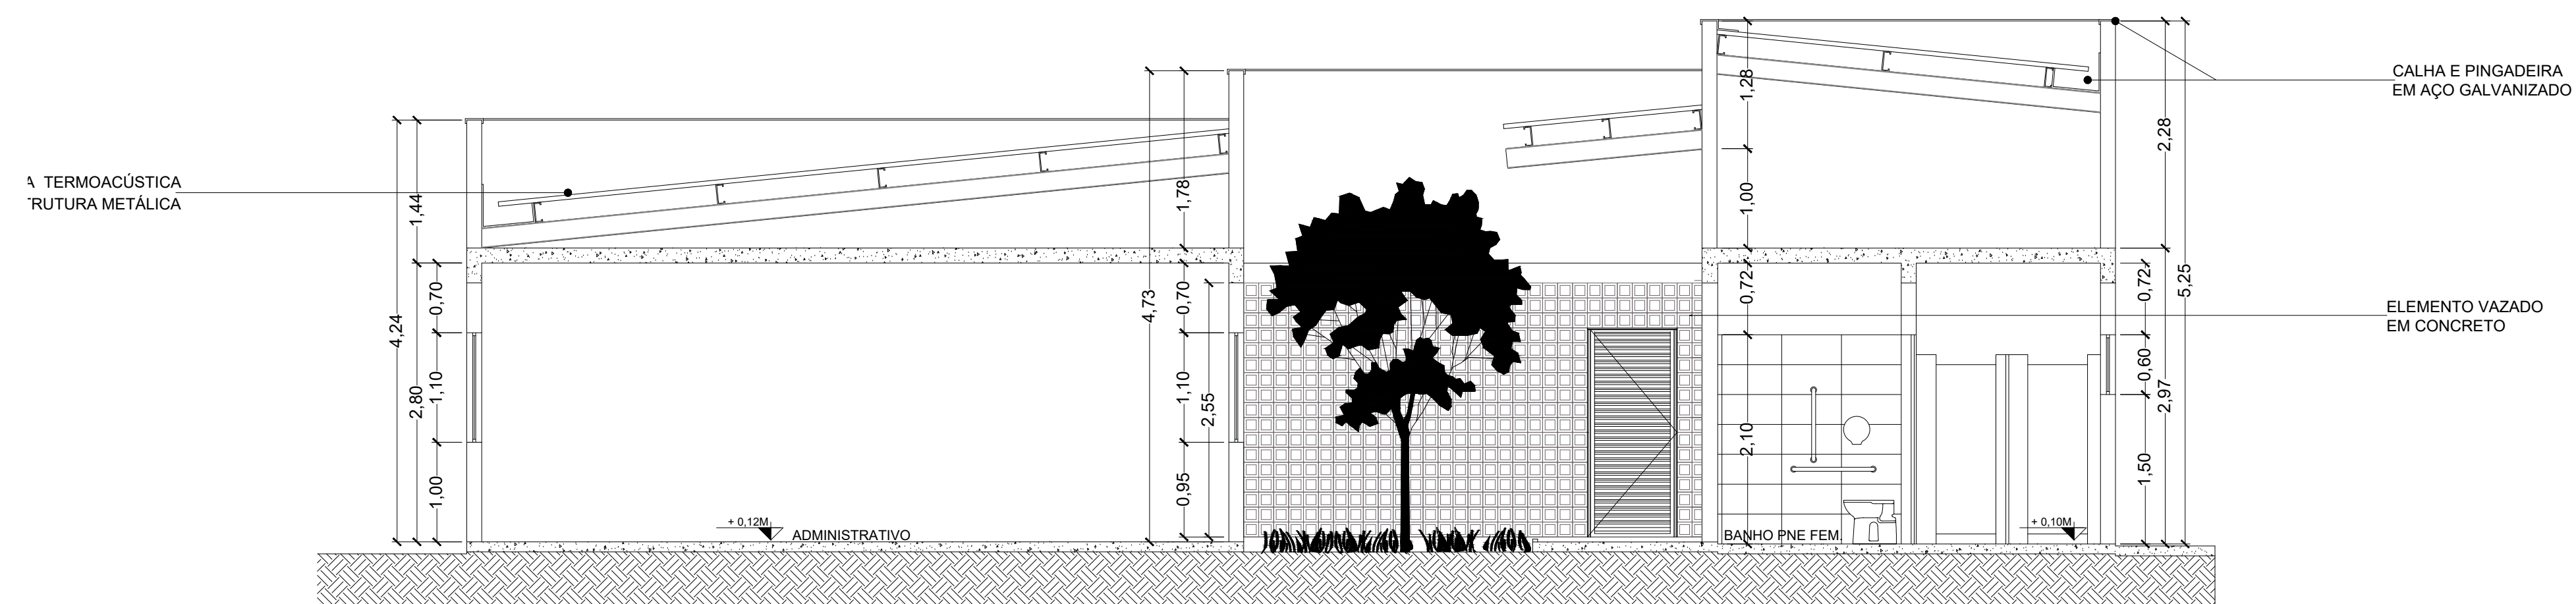 CALHA E PINGADEIRA
EM AÇO GALVANIZADO
TERMOACÚSTICA
METÁLICA
ELEMENTO VAZADO
EM CONCRETO
4,24
1,44
2,80
0,70
1,10
1,00
4,73
1,78
0,70
1,10
0,95
2,55
1,28
1,00
0,72
2,10
0,72
0,60
1,50
2,28
2,97
5,25
+ 0,12M
ADMINISTRATIVO
BANHO PNE FEM.
+ 0,10M